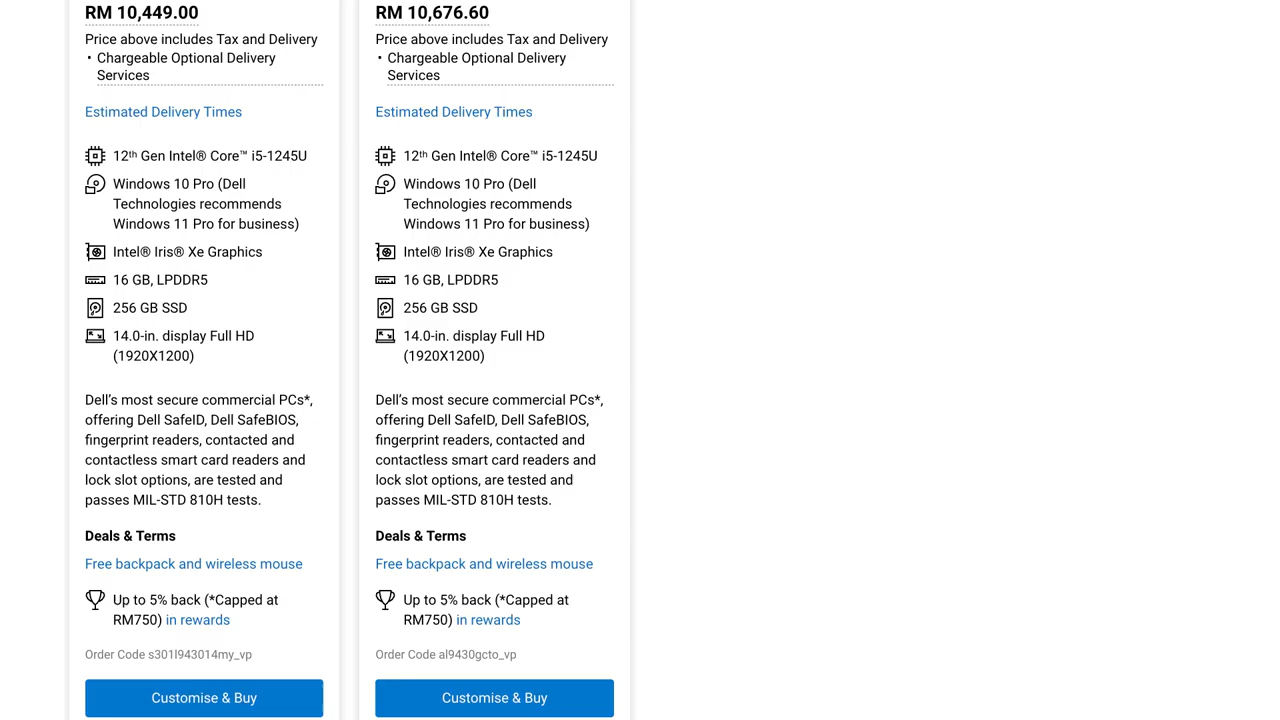 RM 10,449.00
Price above includes Tax and Delivery
• Chargeable Optional Delivery
Services
Estimated Delivery Times
12th Gen Intel® Core™ i5-1245U
Windows 10 Pro (Dell
Technologies recommends
Windows 11 Pro for business)
Intel® Iris® Xe Graphics
16 GB, LPDDR5
256 GB SSD
14.0-in. display Full HD
(1920X1200)
Dell’s most secure commercial PCs*,
offering Dell SafeID, Dell SafeBIOS,
fingerprint readers, contacted and
contactless smart card readers and
lock slot options, are tested and
passes MIL-STD 810H tests.
Deals & Terms
Free backpack and wireless mouse
Up to 5% back (*Capped at
RM750) in rewards
Order Code s301l943014my_vp
Customise & Buy
RM 10,676.60
Price above includes Tax and Delivery
• Chargeable Optional Delivery
Services
Estimated Delivery Times
12th Gen Intel® Core™ i5-1245U
Windows 10 Pro (Dell
Technologies recommends
Windows 11 Pro for business)
Intel® Iris® Xe Graphics
16 GB, LPDDR5
256 GB SSD
14.0-in. display Full HD
(1920X1200)
Dell’s most secure commercial PCs*,
offering Dell SafeID, Dell SafeBIOS,
fingerprint readers, contacted and
contactless smart card readers and
lock slot options, are tested and
passes MIL-STD 810H tests.
Deals & Terms
Free backpack and wireless mouse
Up to 5% back (*Capped at
RM750) in rewards
Order Code al9430gcto_vp
Customise & Buy